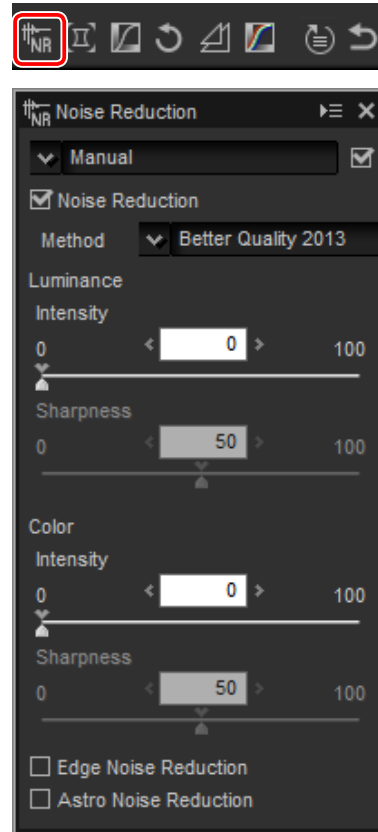 NR
NR Noise Reduction
Manual
Noise Reduction
Method Better Quality 2013
Luminance
Intensity
0 0 100
Sharpness
0 50 100
Color
Intensity
0 0 100
Sharpness
0 50 100
Edge Noise Reduction
Astro Noise Reduction